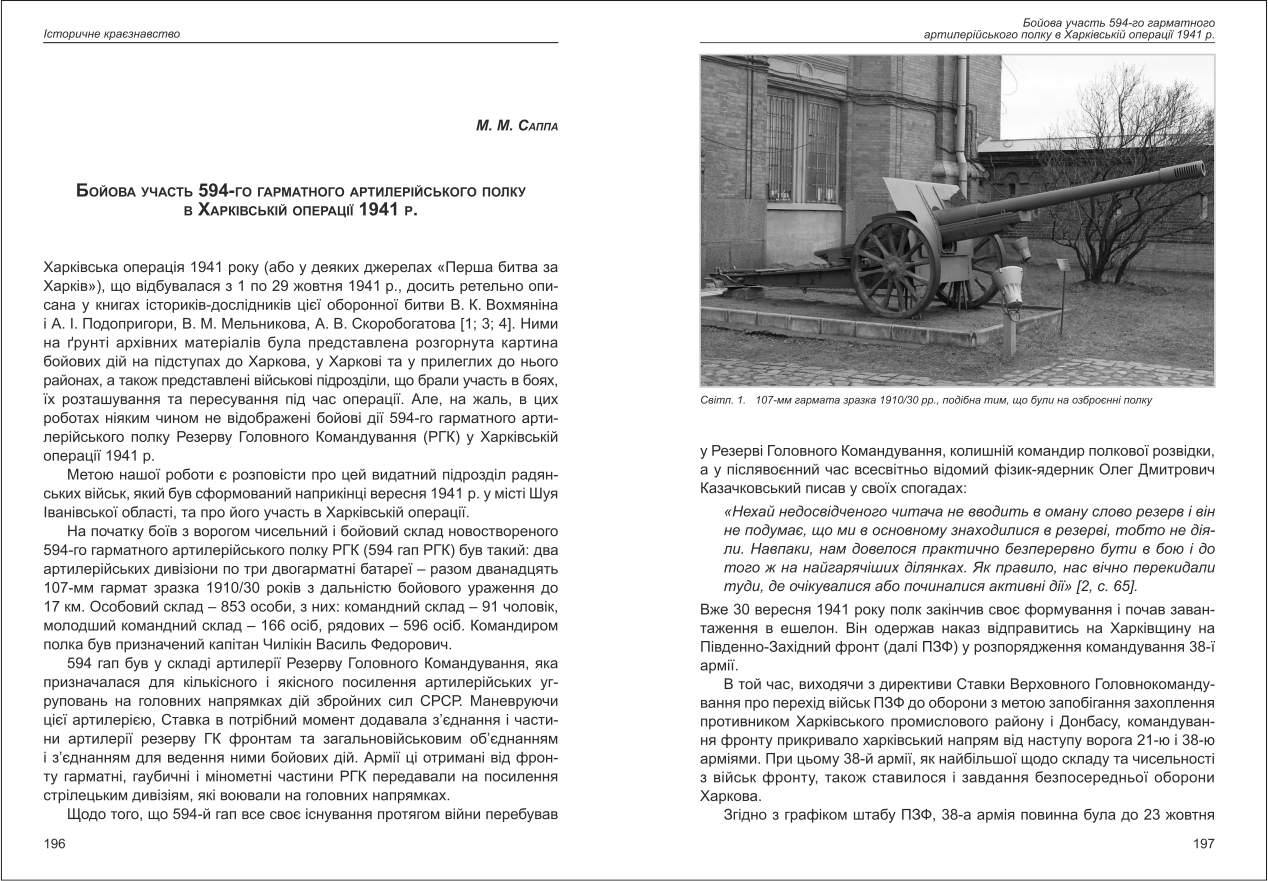 Історичне краєзнавство
М. М. Саппа
Бойова участь 594-го гарматного артилерійського полку
в Харківській операції 1941 р.
Харківська операція 1941 року (або у деяких джерелах «Перша битва за
Харків»), що відбувалася з 1 по 29 жовтня 1941 р., досить ретельно опи-
сана у книгах істориків-дослідників цієї оборонної битви В. К. Вохмяніна
і А. І. Подопригори, В. М. Мельникова, А. В. Скоробогатова [1; 3; 4]. Ними
на ґрунті архівних матеріалів була представлена розгорнута картина
бойових дій на підступах до Харкова, у Харкові та у прилеглих до нього
районах, а також представлені військові підрозділи, що брали участь в боях,
їх розташування та пересування під час операції. Але, на жаль, в цих
роботах ніяким чином не відображені бойові дії 594-го гарматного арти-
лерійського полку Резерву Головного Командування (РГК) у Харківській
операції 1941 р.
Метою нашої роботи є розповісти про цей видатний підрозділ радян-
ських військ, який був сформований наприкінці вересня 1941 р. у місті Шуя
Іванівської області, та про його участь в Харківській операції.
На початку боїв з ворогом чисельний і бойовий склад новоствореного
594-го гарматного артилерійського полку РГК (594 гап РГК) був такий: два
артилерійських дивізіони по три двогарматні батареї – разом дванадцять
107-мм гармат зразка 1910/30 років з дальністю бойового ураження до
17 км. Особовий склад – 853 особи, з них: командний склад – 91 чоловік,
молодший командний склад – 166 осіб, рядових – 596 осіб. Командиром
полка був призначений капітан Чилікін Василь Федорович.
594 гап був у складі артилерії Резерву Головного Командування, яка
призначалася для кількісного і якісного посилення артилерійських уг-
руповань на головних напрямках дій збройних сил СРСР. Маневруючи
цієї артилерією, Ставка в потрібний момент додавала з’єднання і части-
ни артилерії резерву ГК фронтам та загальновійськовим об’єднанням
і з’єднанням для ведення ними бойових дій. Армії ці отримані від фрон-
ту гарматні, гаубичні і мінометні частини РГК передавали на посилення
стрілецьким дивізіям, які воювали на головних напрямках.
Щодо того, що 594-й гап все своє існування протягом війни перебував
196
Бойова участь 594-го гарматного
артилерійського полку в Харківській операції 1941 р.
Світл. 1. 107-мм гармата зразка 1910/30 рр., подібна тим, що були на озброєнні полку
у Резерві Головного Командування, колишній командир полкової розвідки,
а у післявоєнний час всесвітньо відомий фізик-ядерник Олег Дмитрович
Казачковський писав у своїх спогадах:
«Нехай недосвідченого читача не вводить в оману слово резерв і він
не подумає, що ми в основному знаходилися в резерві, тобто не дія-
ли. Навпаки, нам довелося практично безперервно бути в бою і до
того ж на найгарячіших ділянках. Як правило, нас вічно перекидали
туди, де очікувалися або починалися активні дії» [2, с. 65].
Вже 30 вересня 1941 року полк закінчив своє формування і почав заван-
таження в ешелон. Він одержав наказ відправитись на Харківщину на
Південно-Західний фронт (далі ПЗФ) у розпорядження командування 38-ї
армії.
В той час, виходячи з директиви Ставки Верховного Головнокоманду-
вання про перехід військ ПЗФ до оборони з метою запобігання захоплення
противником Харківського промислового району і Донбасу, командуван-
ня фронту прикривало харківський напрям від наступу ворога 21-ю і 38-ю
арміями. При цьому 38-й армії, як найбільшої щодо складу та чисельності
з військ фронту, також ставилося і завдання безпосередньої оборони
Харкова.
Згідно з графіком штабу ПЗФ, 38-а армія повинна була до 23 жовтня
197